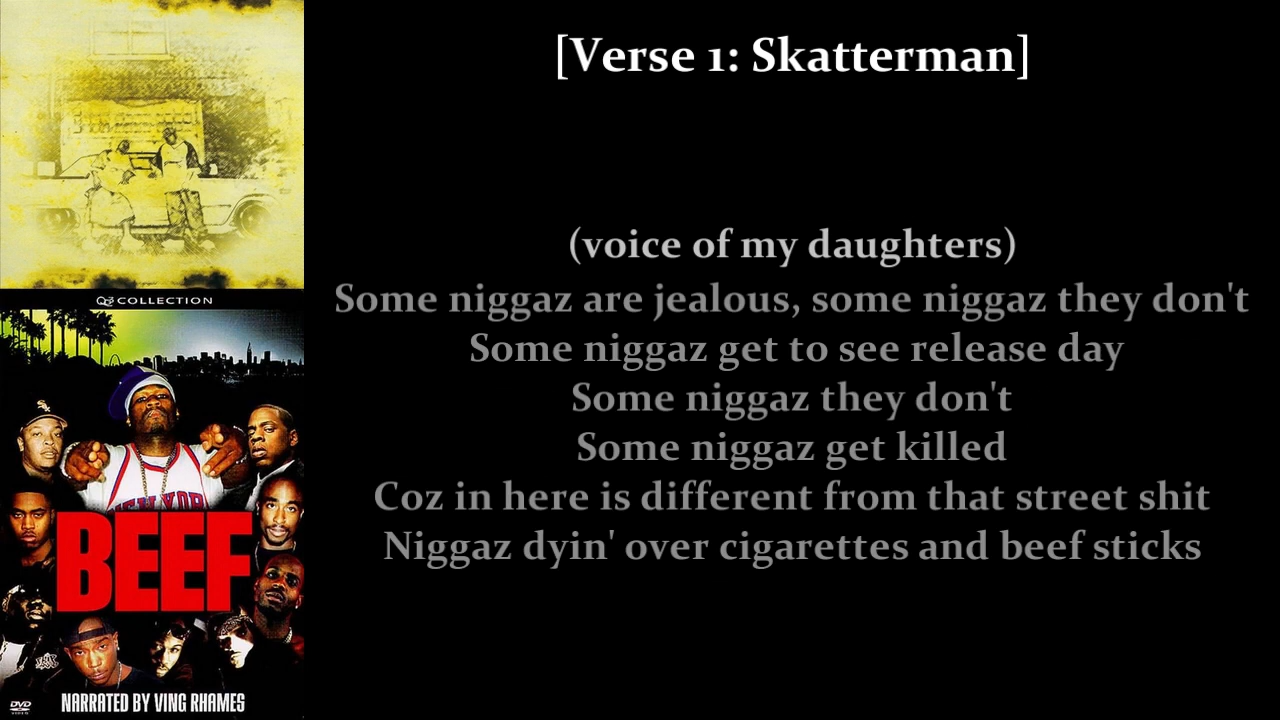 [Verse 1: Skatterman]
(voice of my daughters)
Some niggaz are jealous, some niggaz they don't
Some niggaz get to see release day
Some niggaz they don't
Some niggaz get killed
Coz in here is different from that street shit
Niggaz dyin' over cigarettes and beef sticks
COLLECTION
BEEF
NARRATED BY VING RHAMES
DVD
VIDEO